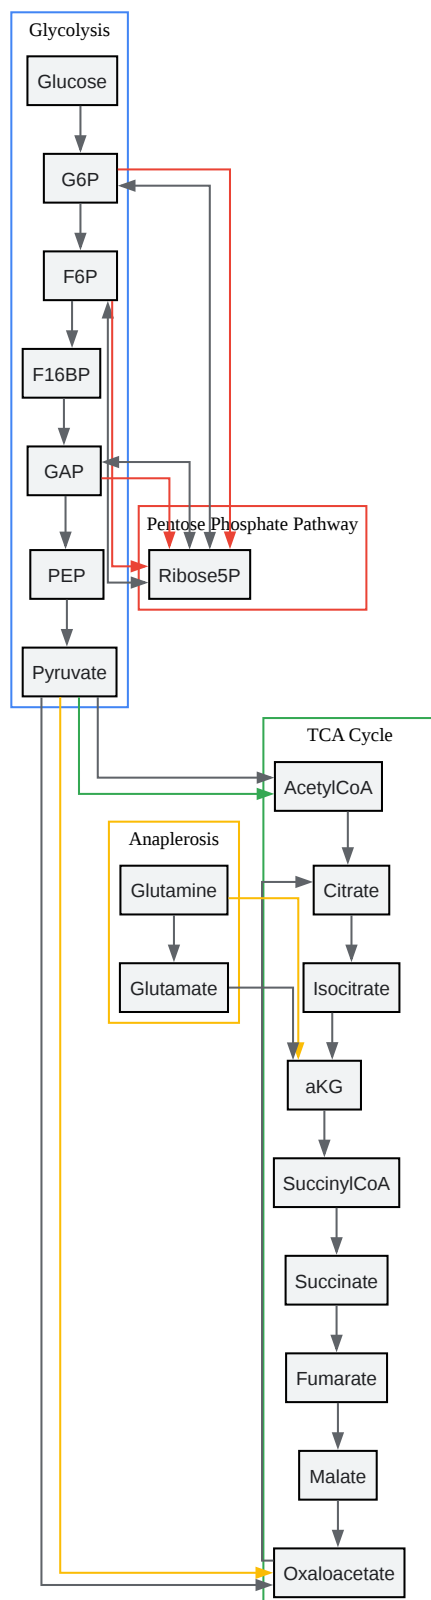 Glycolysis
Glucose
G6P
F6P
F16BP
GAP
Pentose Phosphate Pathway
PEP
Ribose5P
Pyruvate
TCA Cycle
AcetylCoA
Anaplerosis
Glutamine
Citrate
Glutamate
Isocitrate
aKG
SuccinylCoA
Succinate
Fumarate
Malate
Oxaloacetate